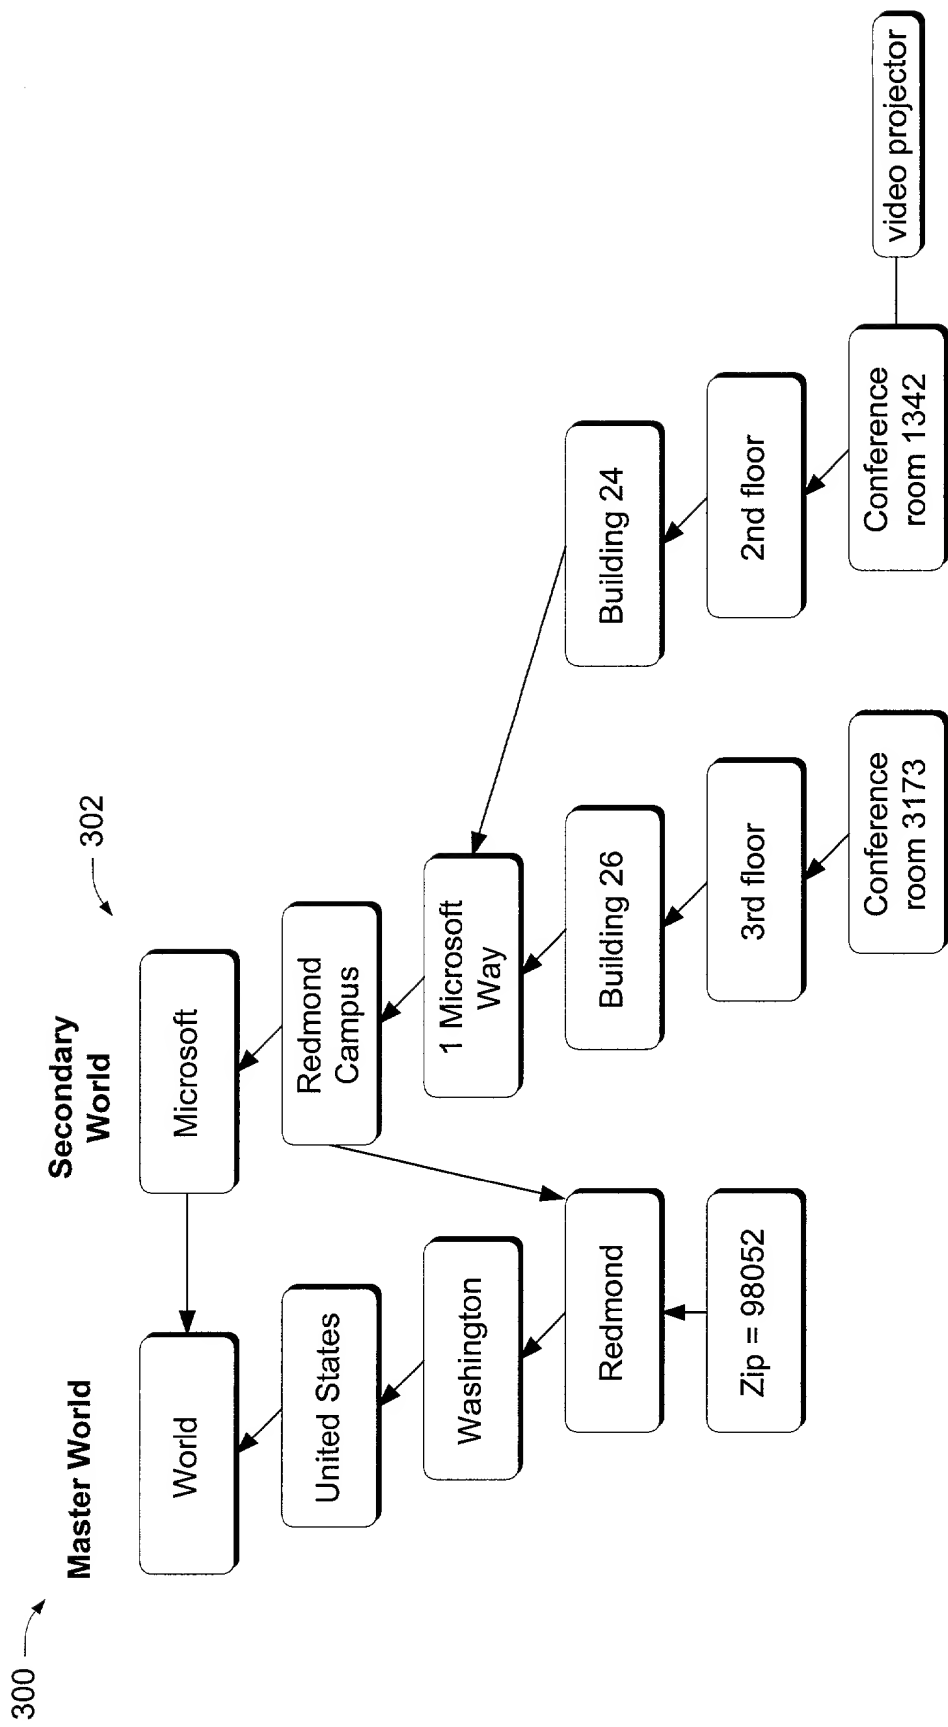 300
Master World
Secondary
World
302
World
Microsoft
United States
Redmond
Campus
Washington
1 Microsoft
Way
Redmond
Building 26
Building 24
Zip = 98052
3rd floor
2nd floor
Conference
room 3173
Conference
room 1342
video projector